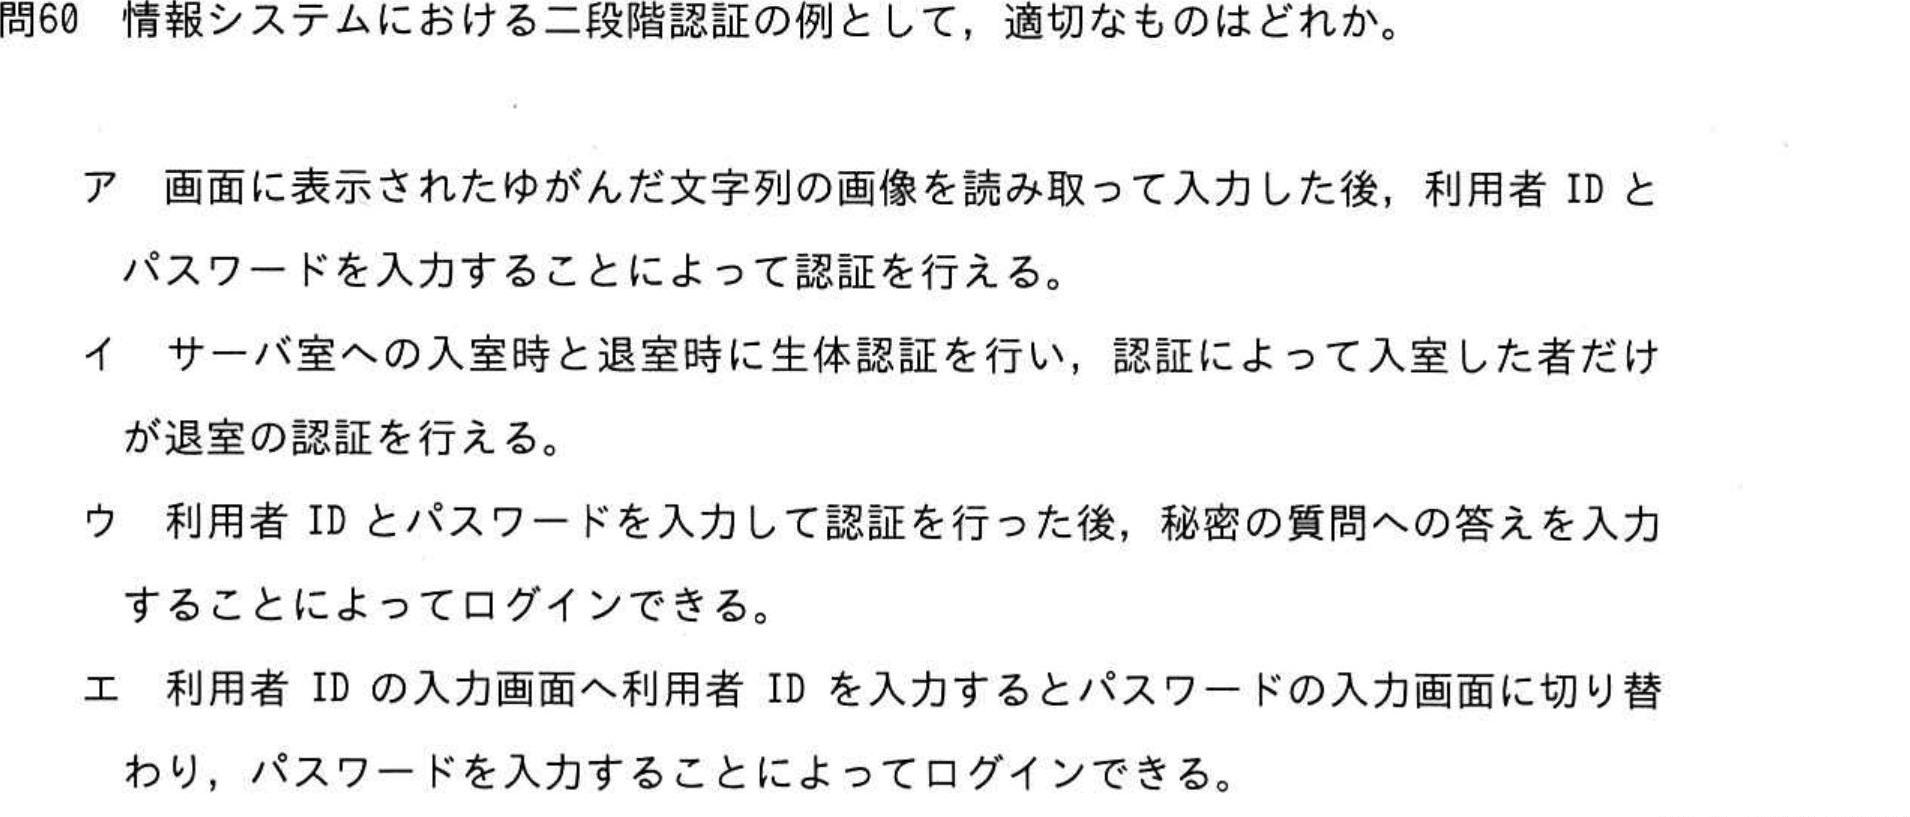 問60 情報システムにおける二段階認証の例として，適切なものはどれか。
ア 画面に表示されたゆがんだ文字列の画像を読み取って入力した後，利用者 ID と
パスワードを入力することによって認証を行える。
イ サーバ室への入室時と退室時に生体認証を行い，認証によって入室した者だけ
が退室の認証を行える。
ウ 利用者 ID とパスワードを入力して認証を行った後，秘密の質問への答えを入力
することによってログインできる。
エ 利用者 ID の入力画面へ利用者 ID を入力するとパスワードの入力画面に切り替
わり，パスワードを入力することによってログインできる。